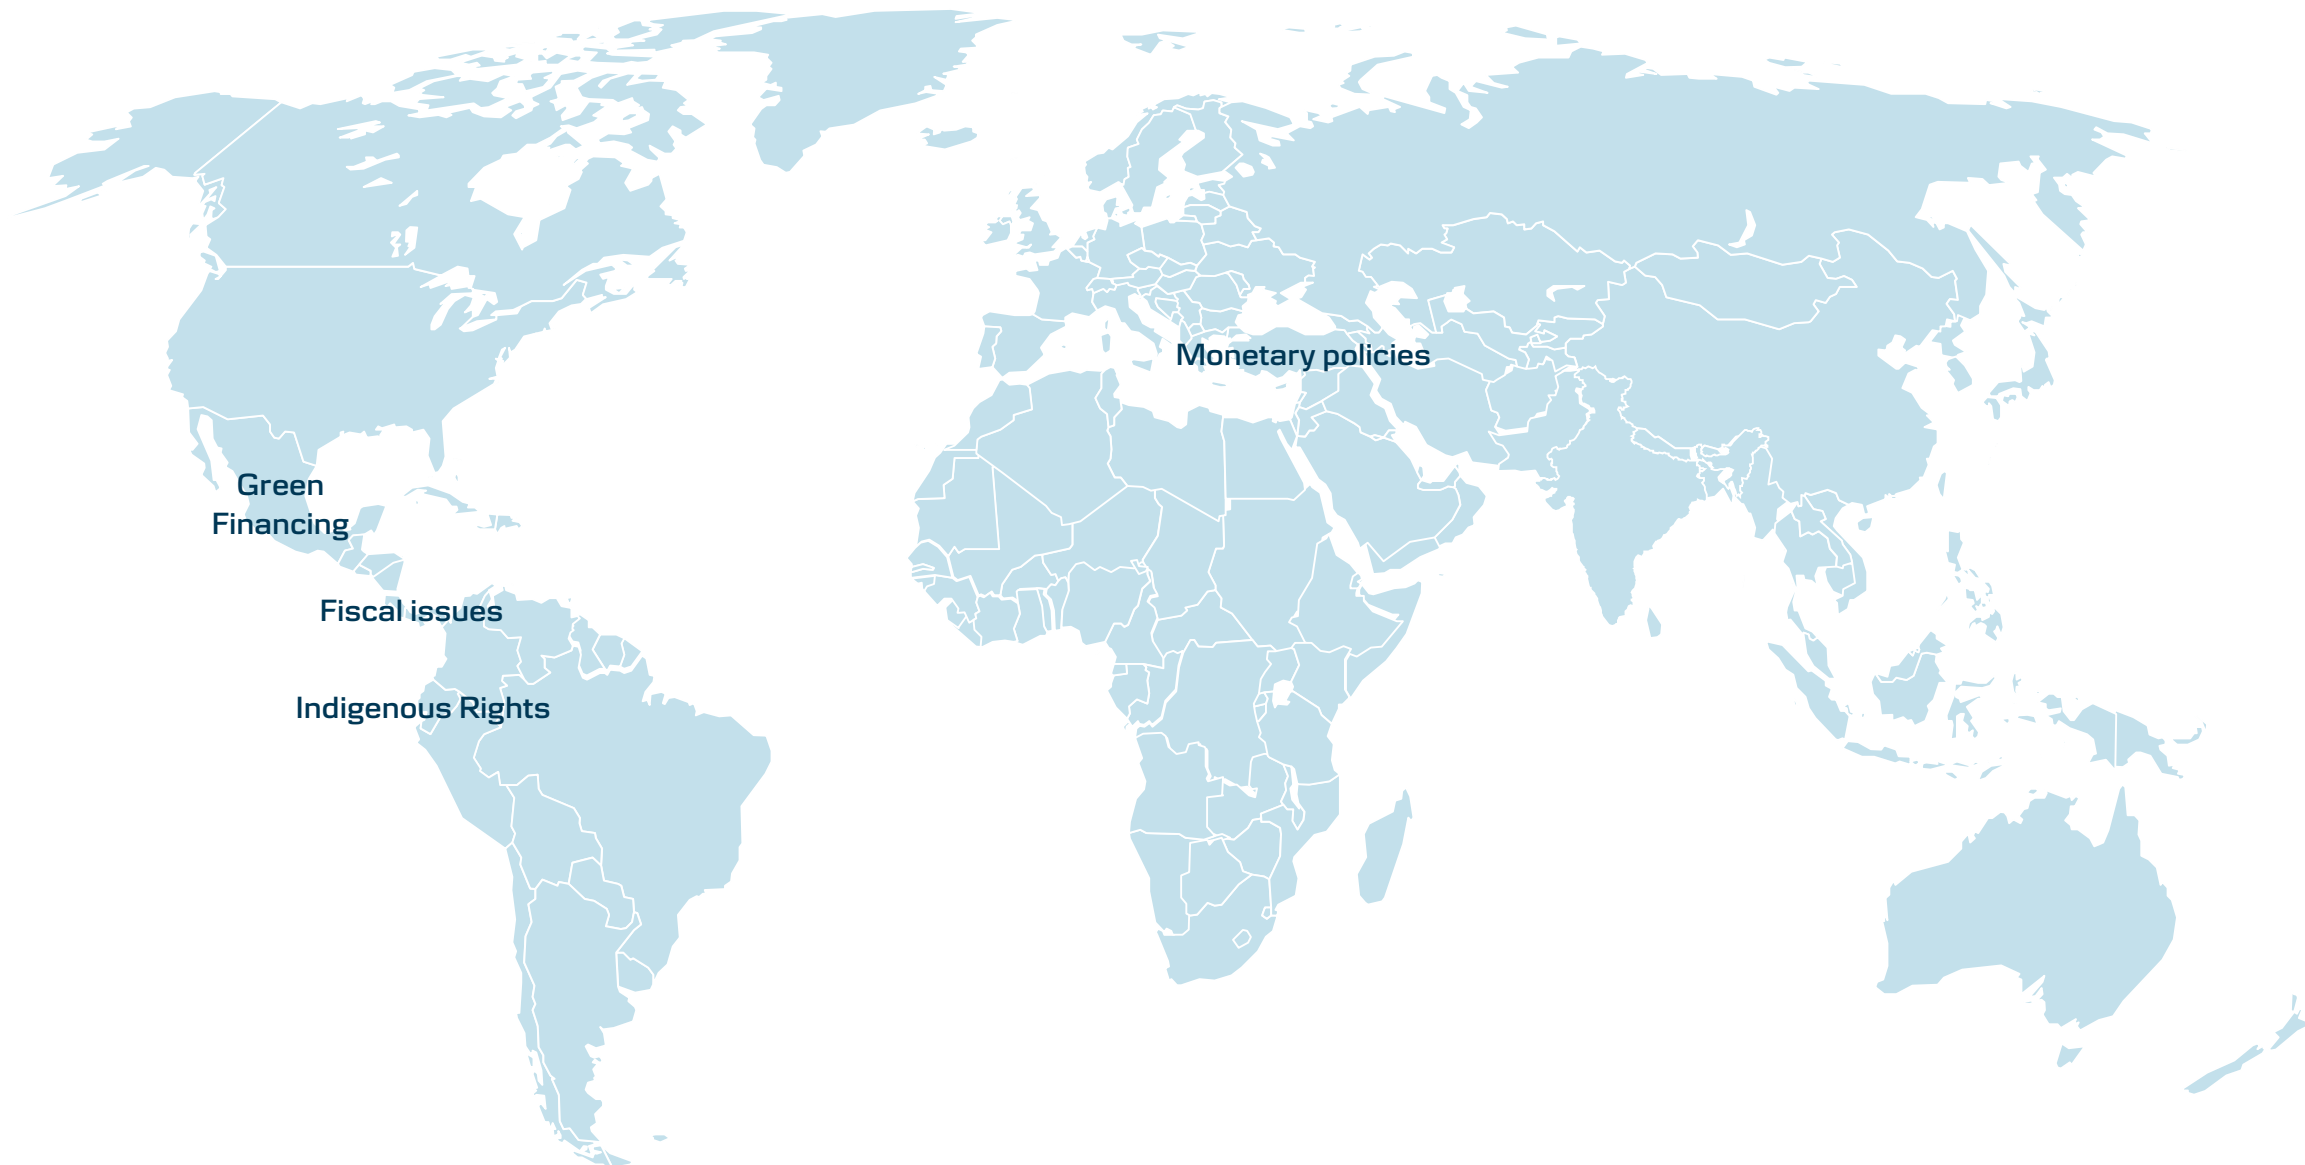 Monetary policies
Green
Financing
Fiscal issues
Indigenous Rights